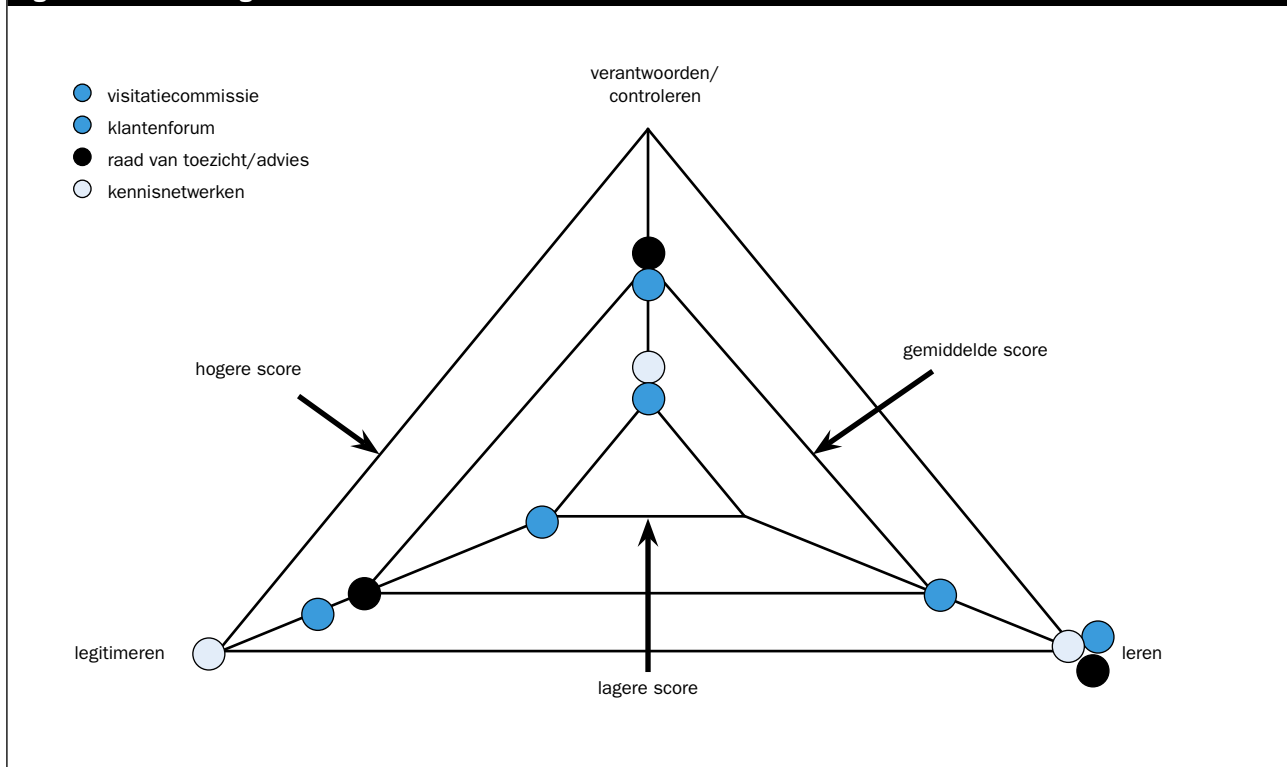 visitatiecommissie
klantenforum
raad van toezicht/advies
kennisnetwerken
verantwoorden/
controleren
hogere score
gemiddelde score
legitimeren
leren
lagere score